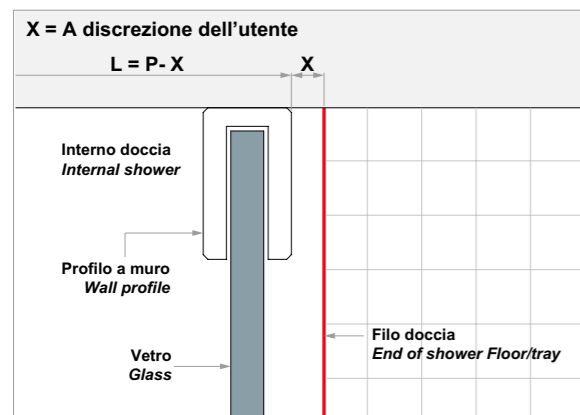 X = A discrezione dell'utente
L = P- X
X
Interno doccia
Internal shower
Profilo a muro
Wall profile
Vetro
Glass
Filo doccia
End of shower Floor/tray